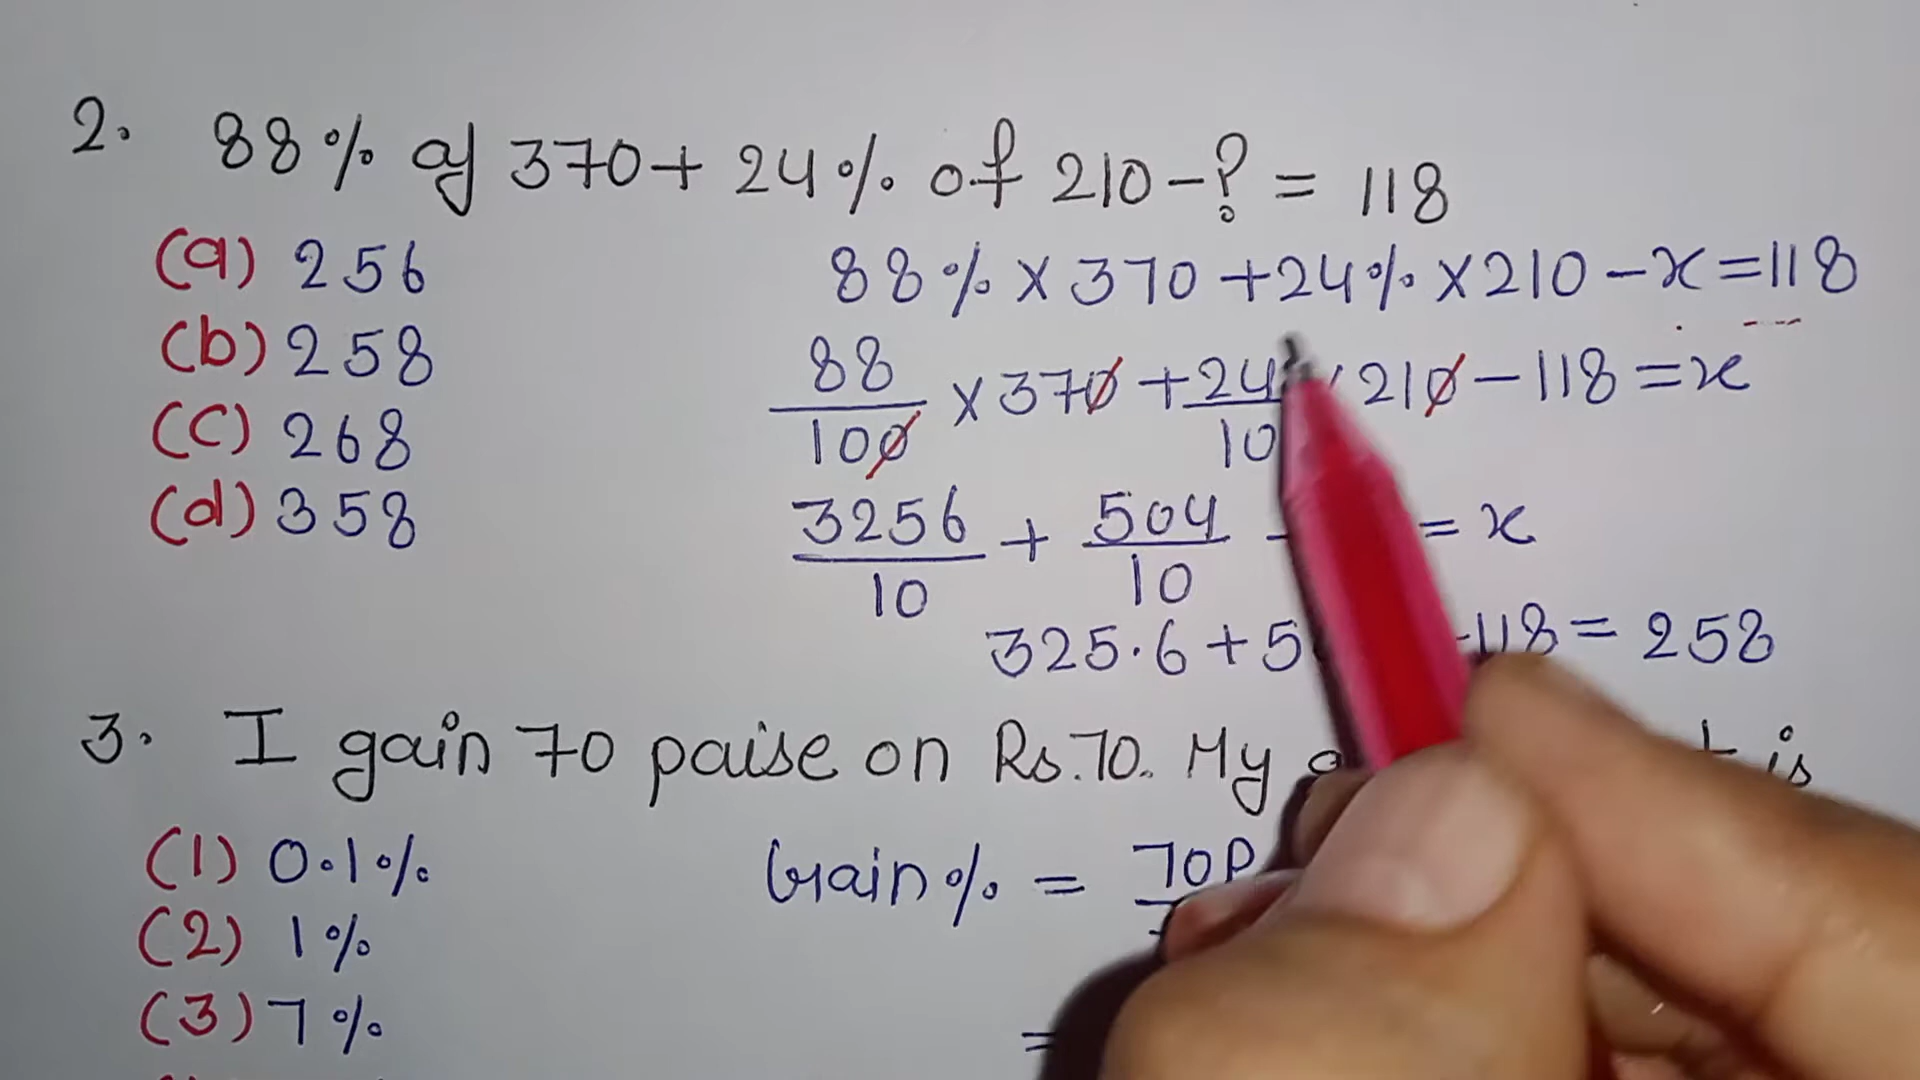 2. 88% of 370 + 24% of 210 - ? = 118
(a) 256
(b) 258
(c) 268
(d) 358
88% × 370 + 24% × 210 - x = 118
88/100 × 370 + 24/10 210 - 118 = x
3256/10 + 504/10 - = x
325.6 + 5 -118 = 258
3. I gain 70 paise on Rs.70. My is
(1) 0.1%
(2) 1%
(3) 7%
Gain% = 70P
=